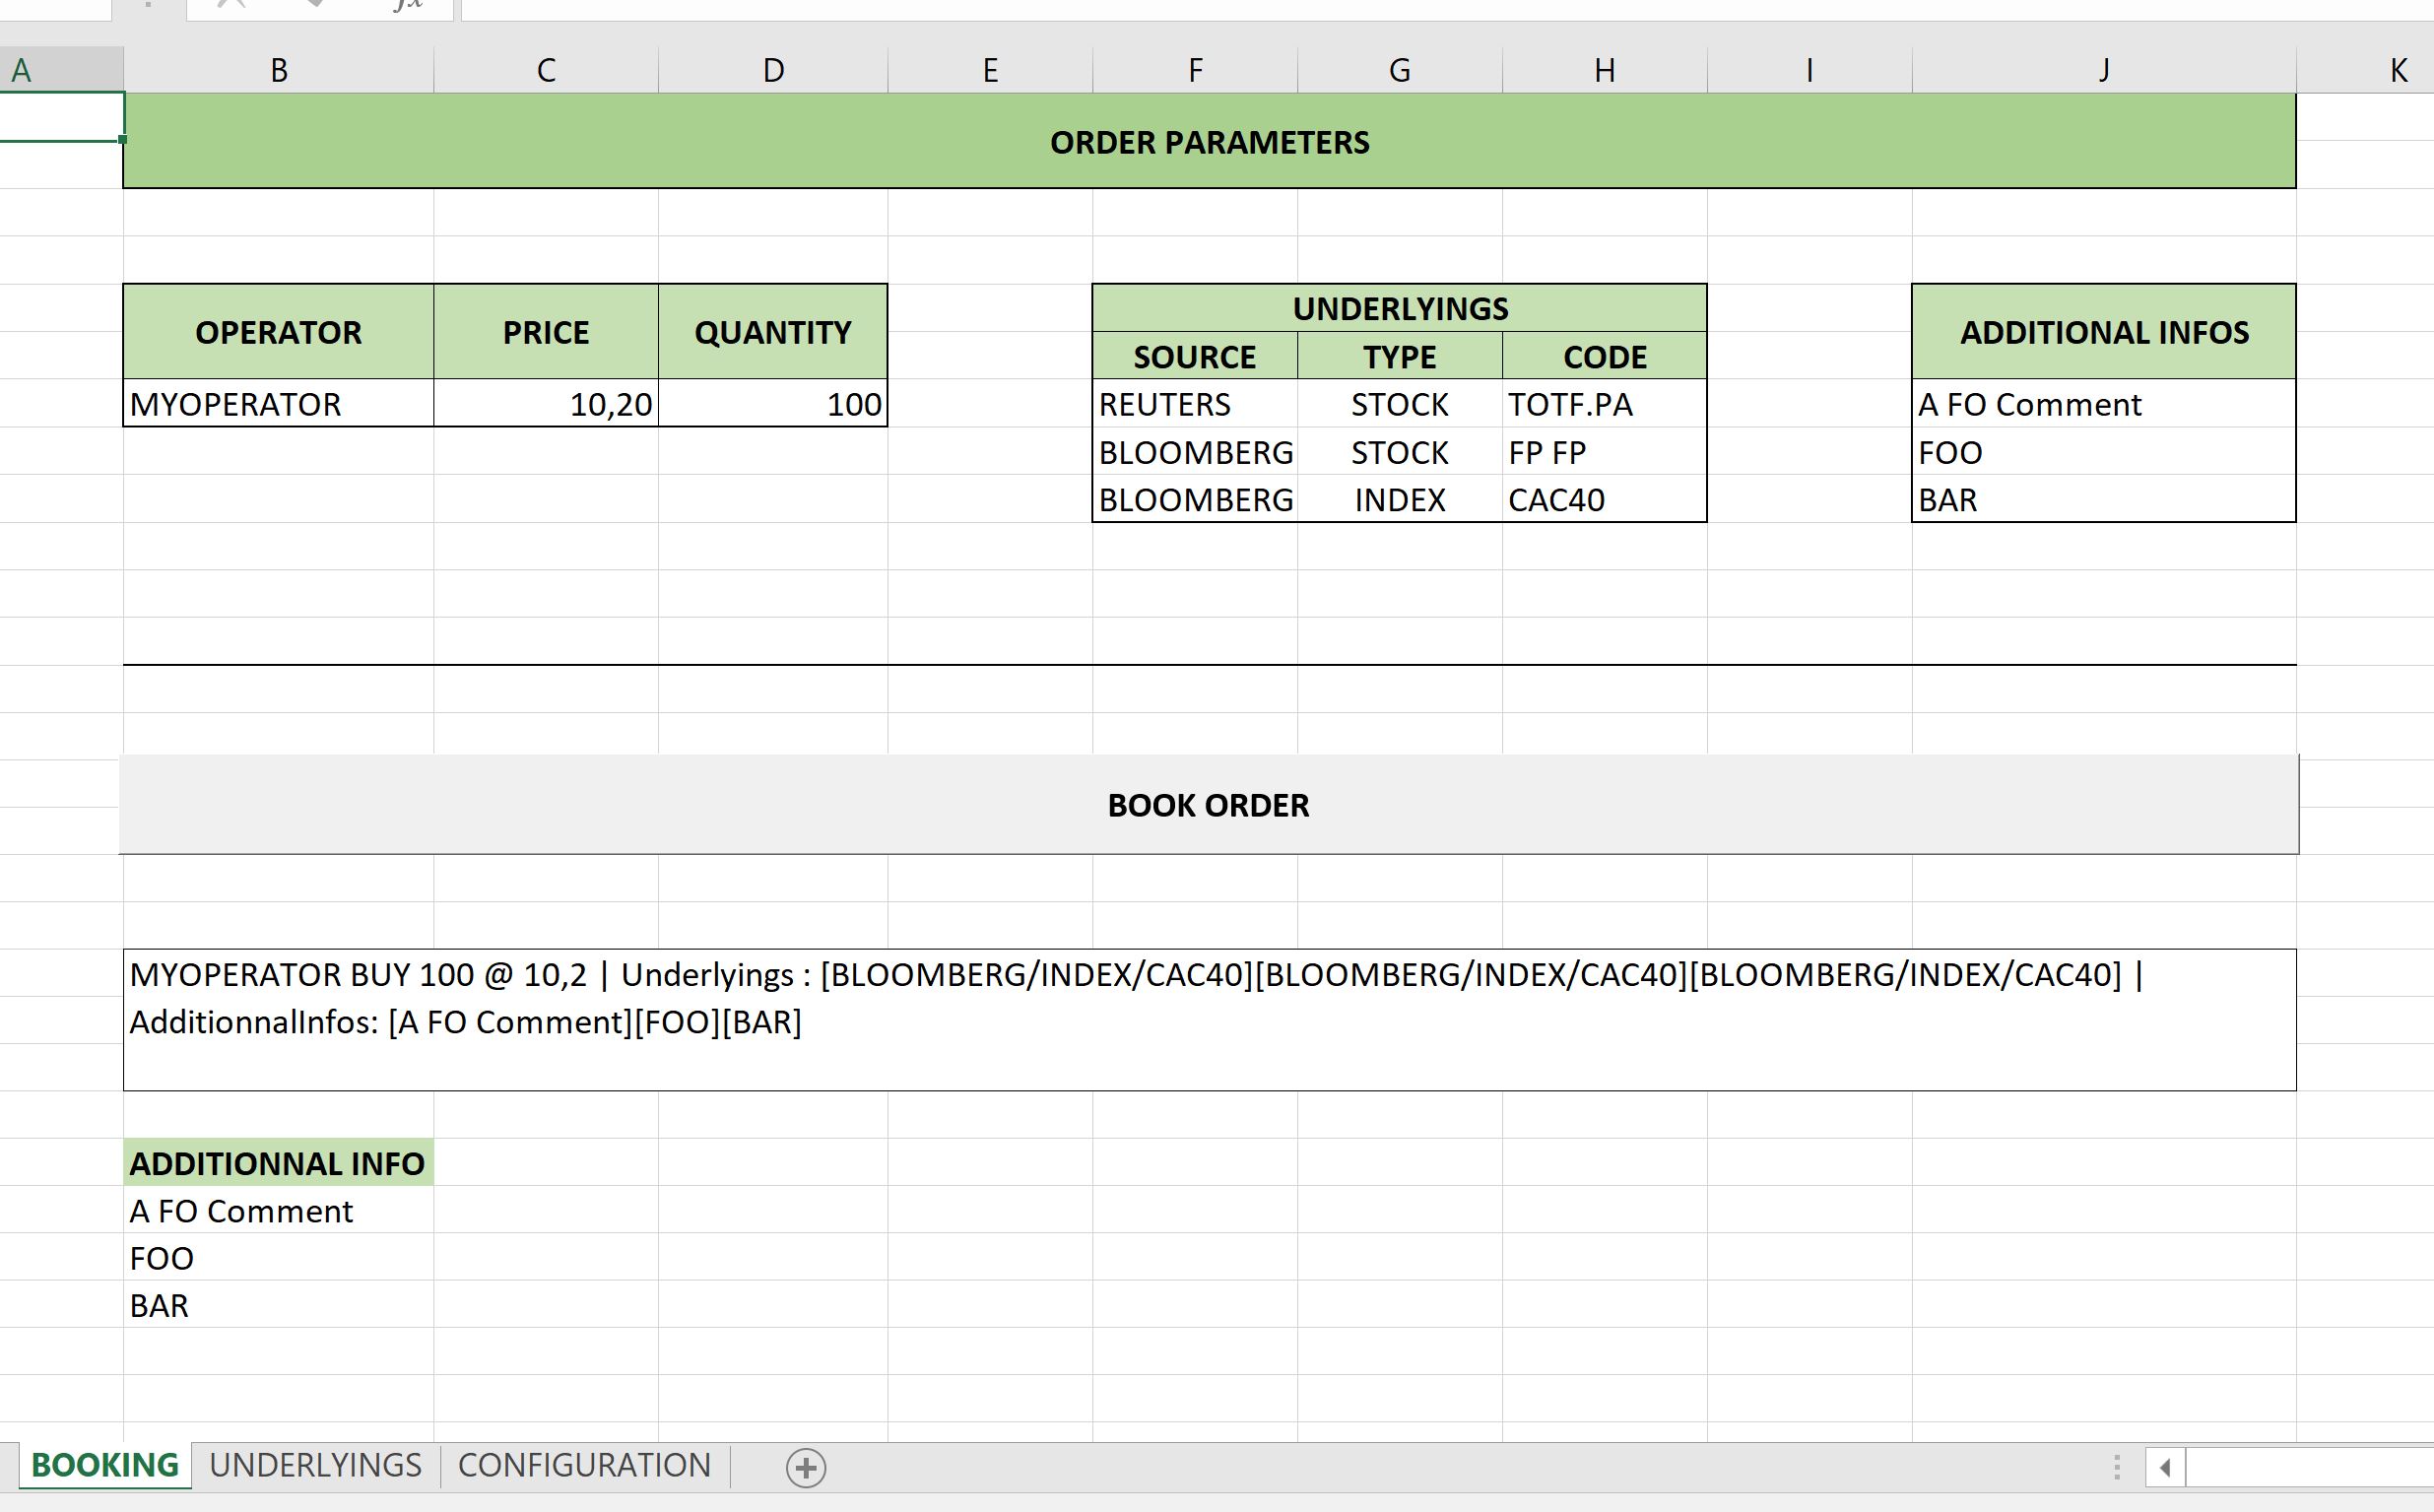 fx
A B C D E F G H I J K
ORDER PARAMETERS
UNDERLYINGS
OPERATOR PRICE QUANTITY ADDITIONAL INFOS
SOURCE TYPE CODE
MYOPERATOR 10,20 100 REUTERS STOCK TOTF.PA A FO Comment
BLOOMBERG STOCK FP FP FOO
BLOOMBERG INDEX CAC40 BAR
BOOK ORDER
MYOPERATOR BUY 100 @ 10,2 | Underlyings : [BLOOMBERG/INDEX/CAC40][BLOOMBERG/INDEX/CAC40][BLOOMBERG/INDEX/CAC40] |
AdditionnalInfos: [A FO Comment][FOO][BAR]
ADDITIONNAL INFO
A FO Comment
FOO
BAR
BOOKING UNDERLYINGS CONFIGURATION